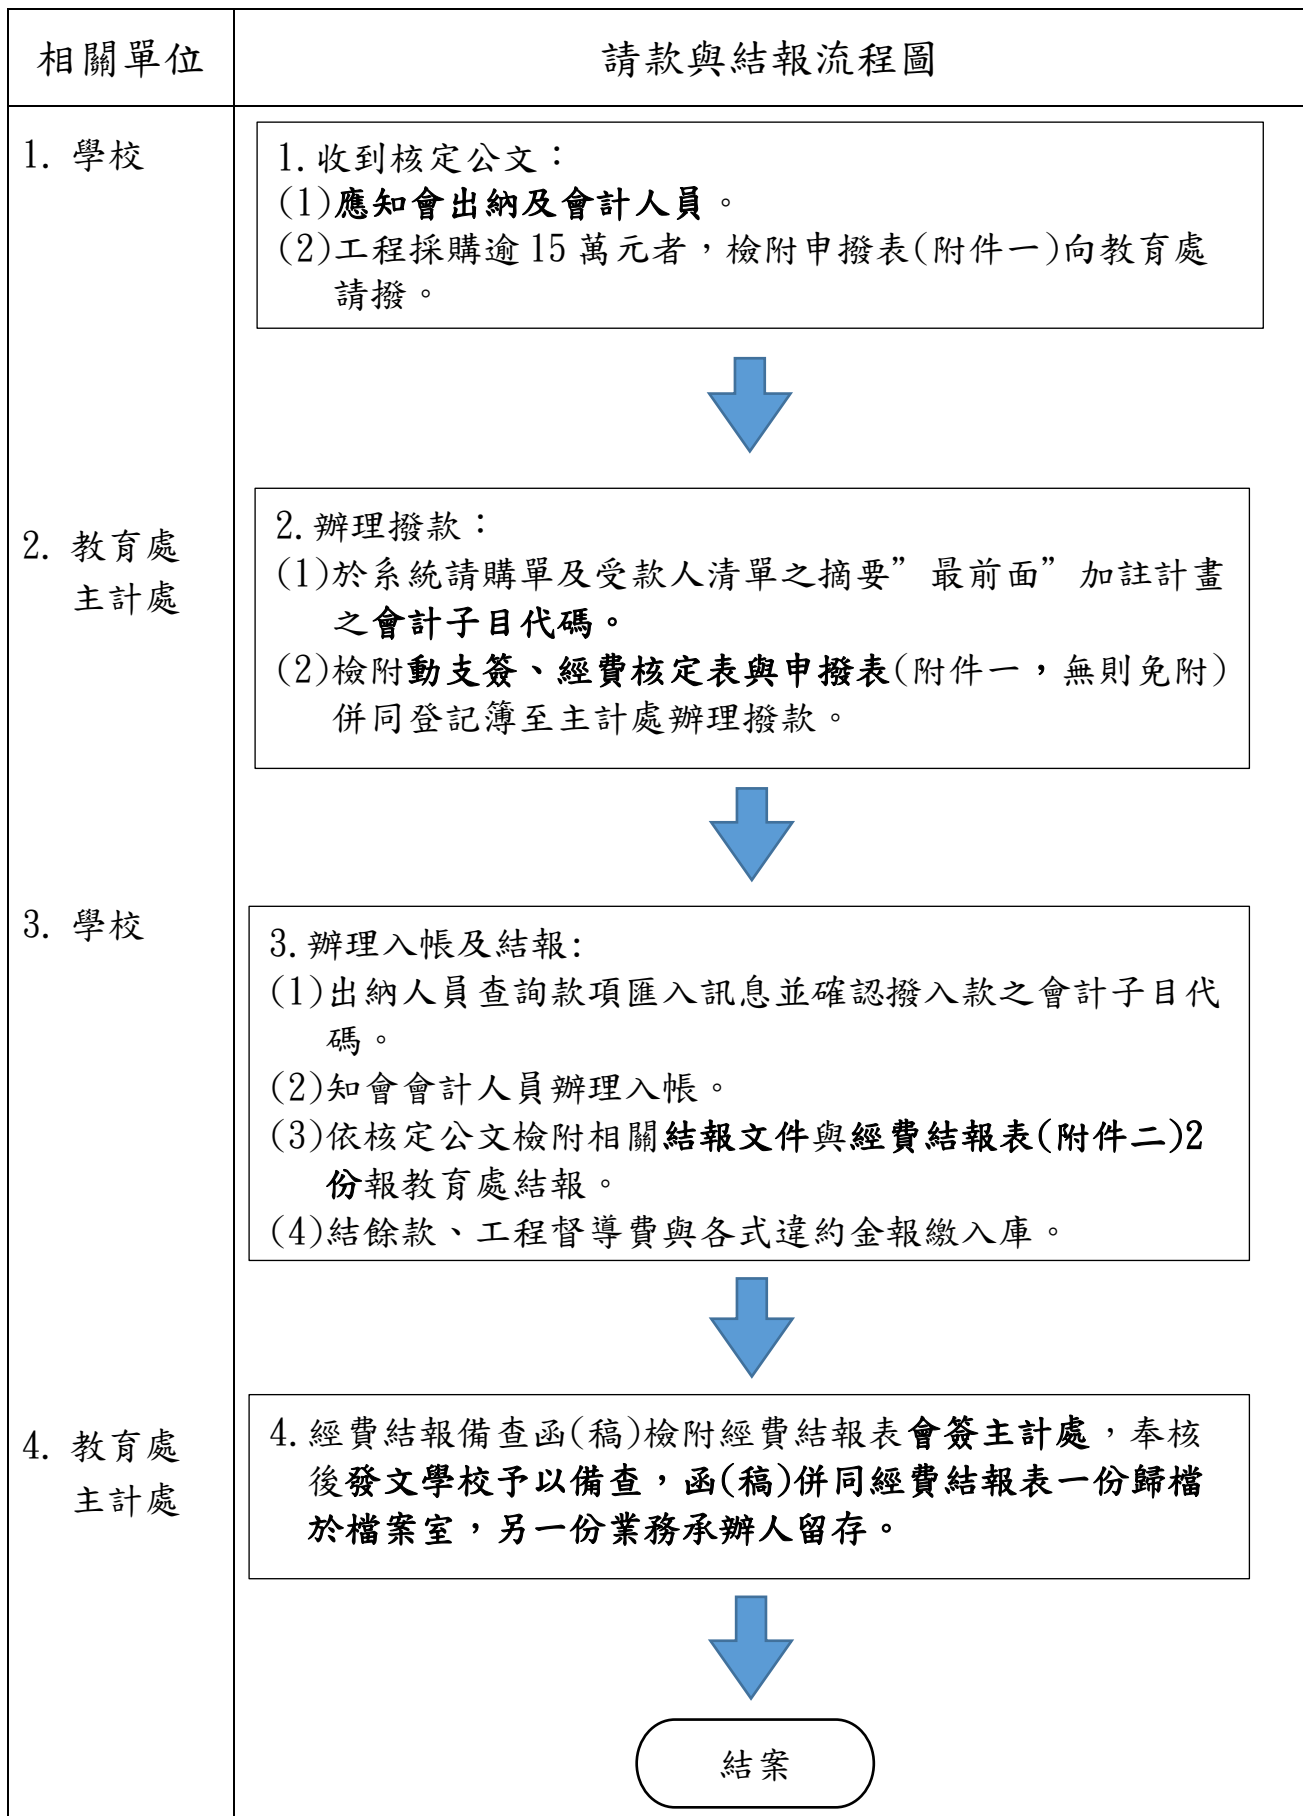 相關單位
請款與結報流程圖
1. 學校
1.收到核定公文：
(1)應知會出納及會計人員。
(2)工程採購逾 15 萬元者，檢附申撥表(附件一)向教育處
請撥。
2. 教育處
主計處
2.辦理撥款：
(1)於系統請購單及受款人清單之摘要”最前面”加註計畫
之會計子目代碼。
(2)檢附動支簽、經費核定表與申撥表(附件一，無則免附)
併同登記簿至主計處辦理撥款。
3. 學校
3.辦理入帳及結報:
(1)出納人員查詢款項匯入訊息並確認撥入款之會計子目代
碼。
(2)知會會計人員辦理入帳。
(3)依核定公文檢附相關結報文件與經費結報表(附件二)2
份報教育處結報。
(4)結餘款、工程督導費與各式違約金報繳入庫。
4. 教育處
主計處
4.經費結報備查函(稿)檢附經費結報表會簽主計處，奉核
後發文學校予以備查，函(稿)併同經費結報表一份歸檔
於檔案室，另一份業務承辦人留存。
結案